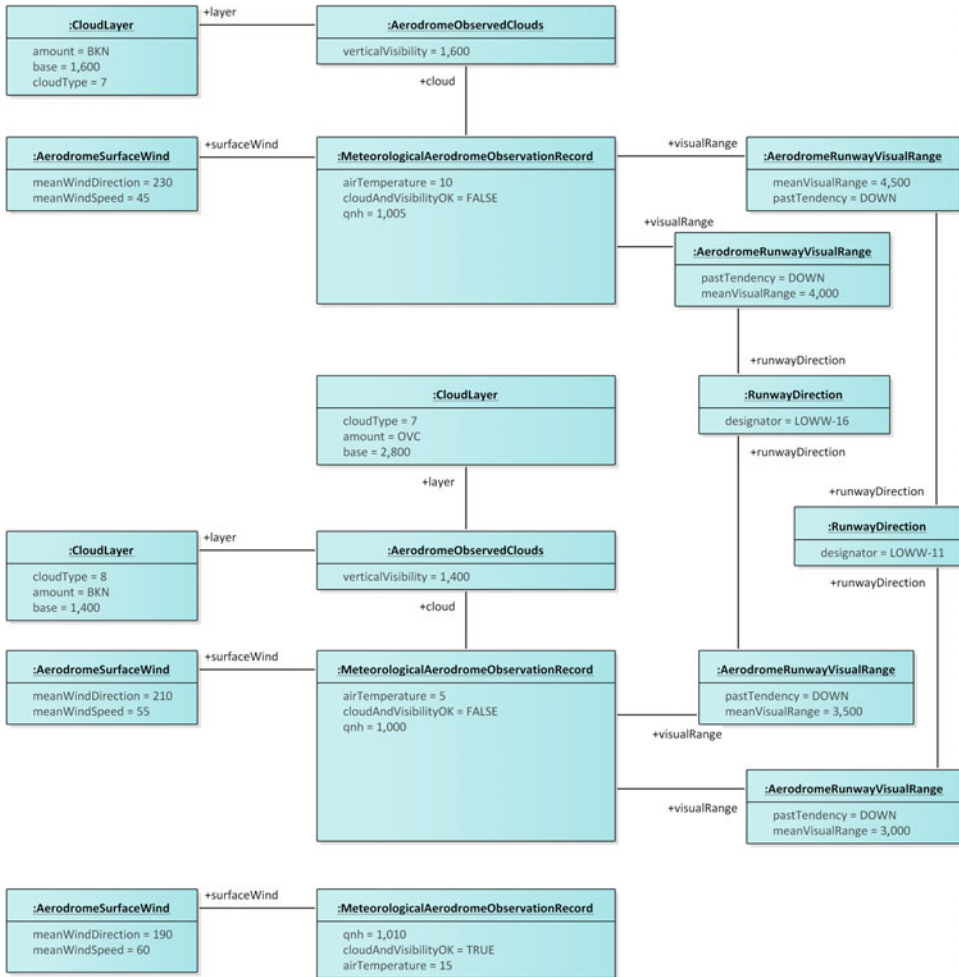 :CloudLayer
amount = BKN
base = 1,600
cloudType = 7
+layer
:AerodromeObservedClouds
verticalVisibility = 1,600
+cloud
:AerodromeSurfaceWind
meanWindDirection = 230
meanWindSpeed = 45
+surfaceWind
:MeteorologicalAerodromeObservationRecord
airTemperature = 10
cloudAndVisibilityOK = FALSE
qnh = 1,005
+visualRange
:AerodromeRunwayVisualRange
meanVisualRange = 4,500
pastTendency = DOWN
+visualRange
:AerodromeRunwayVisualRange
pastTendency = DOWN
meanVisualRange = 4,000
+runwayDirection
:RunwayDirection
designator = LOWW-16
+runwayDirection
:CloudLayer
cloudType = 7
amount = OVC
base = 2,800
+layer
+runwayDirection
:RunwayDirection
designator = LOWW-11
+runwayDirection
:CloudLayer
cloudType = 8
amount = BKN
base = 1,400
+layer
:AerodromeObservedClouds
verticalVisibility = 1,400
+cloud
:AerodromeSurfaceWind
meanWindDirection = 210
meanWindSpeed = 55
+surfaceWind
:MeteorologicalAerodromeObservationRecord
airTemperature = 5
cloudAndVisibilityOK = FALSE
qnh = 1,000
:AerodromeRunwayVisualRange
pastTendency = DOWN
meanVisualRange = 3,500
+visualRange
:AerodromeRunwayVisualRange
pastTendency = DOWN
meanVisualRange = 3,000
+visualRange
:AerodromeSurfaceWind
meanWindDirection = 190
meanWindSpeed = 60
+surfaceWind
:MeteorologicalAerodromeObservationRecord
qnh = 1,010
cloudAndVisibilityOK = TRUE
airTemperature = 15